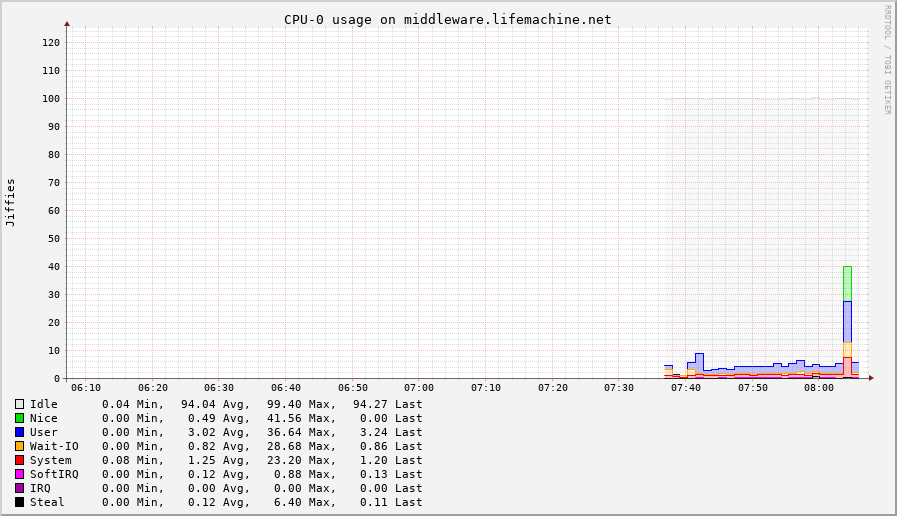 CPU-0 usage on middleware.lifemachine.net
RRDTOOL / TOBI OETIKER
Jiffies
120
110
100
90
80
70
60
50
40
30
20
10
0
06:10 06:20 06:30 06:40 06:50 07:00 07:10 07:20 07:30 07:40 07:50 08:00
Idle 0.04 Min, 94.04 Avg, 99.40 Max, 94.27 Last
Nice 0.00 Min, 0.49 Avg, 41.56 Max, 0.00 Last
User 0.00 Min, 3.02 Avg, 36.64 Max, 3.24 Last
Wait-IO 0.00 Min, 0.82 Avg, 28.68 Max, 0.86 Last
System 0.08 Min, 1.25 Avg, 23.20 Max, 1.20 Last
SoftIRQ 0.00 Min, 0.12 Avg, 0.88 Max, 0.13 Last
IRQ 0.00 Min, 0.00 Avg, 0.00 Max, 0.00 Last
Steal 0.00 Min, 0.12 Avg, 6.40 Max, 0.11 Last